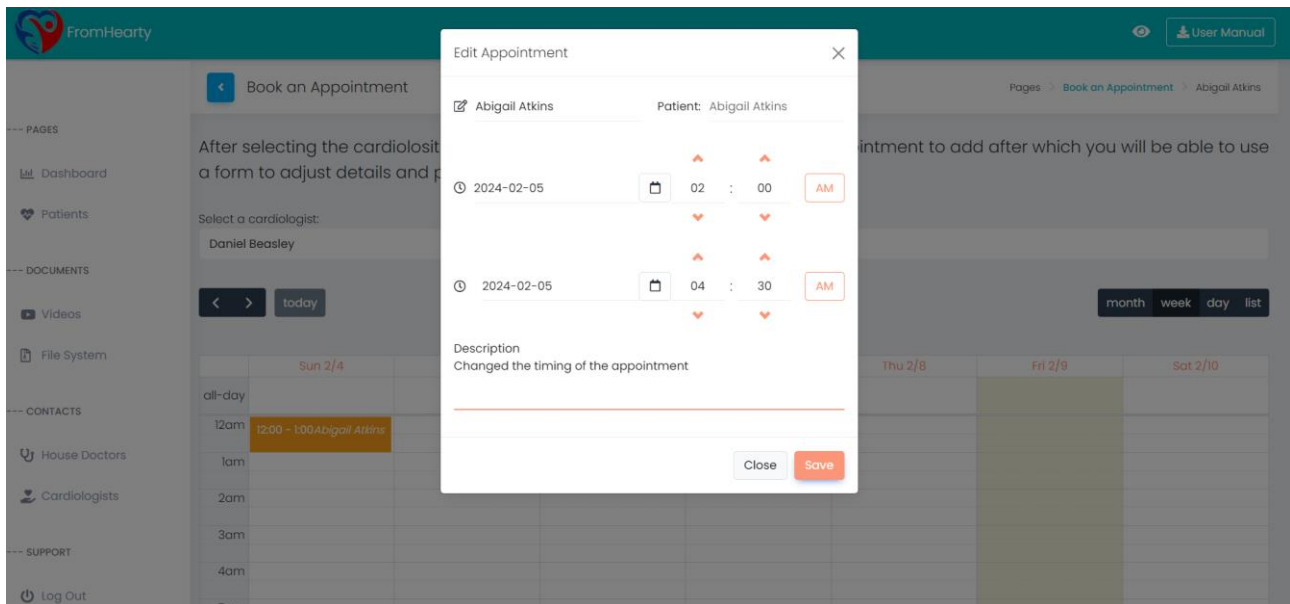 FromHearty
User Manual
Edit Appointment
Book an Appointment
Pages > Book an Appointment > Abigail Atkins
Abigail Atkins Patient: Abigail Atkins
--- PAGES
After selecting the cardiolosit
intment to add after which you will be able to use
a form to adjust details and p
Dashboard
2024-02-05 02 : 00 AM
Patients
Select a cardiologist:
Daniel Beasley
--- DOCUMENTS
2024-02-05 04 : 30 AM
today
month week day list
Videos
File System
Description
Changed the timing of the appointment
Sun 2/4 Thu 2/8 Fri 2/9 Sat 2/10
all-day
--- CONTACTS
12am 12:00 - 1:00 Abigail Atkins
House Doctors
1am
Close Save
Cardiologists
2am
3am
--- SUPPORT
4am
Log Out